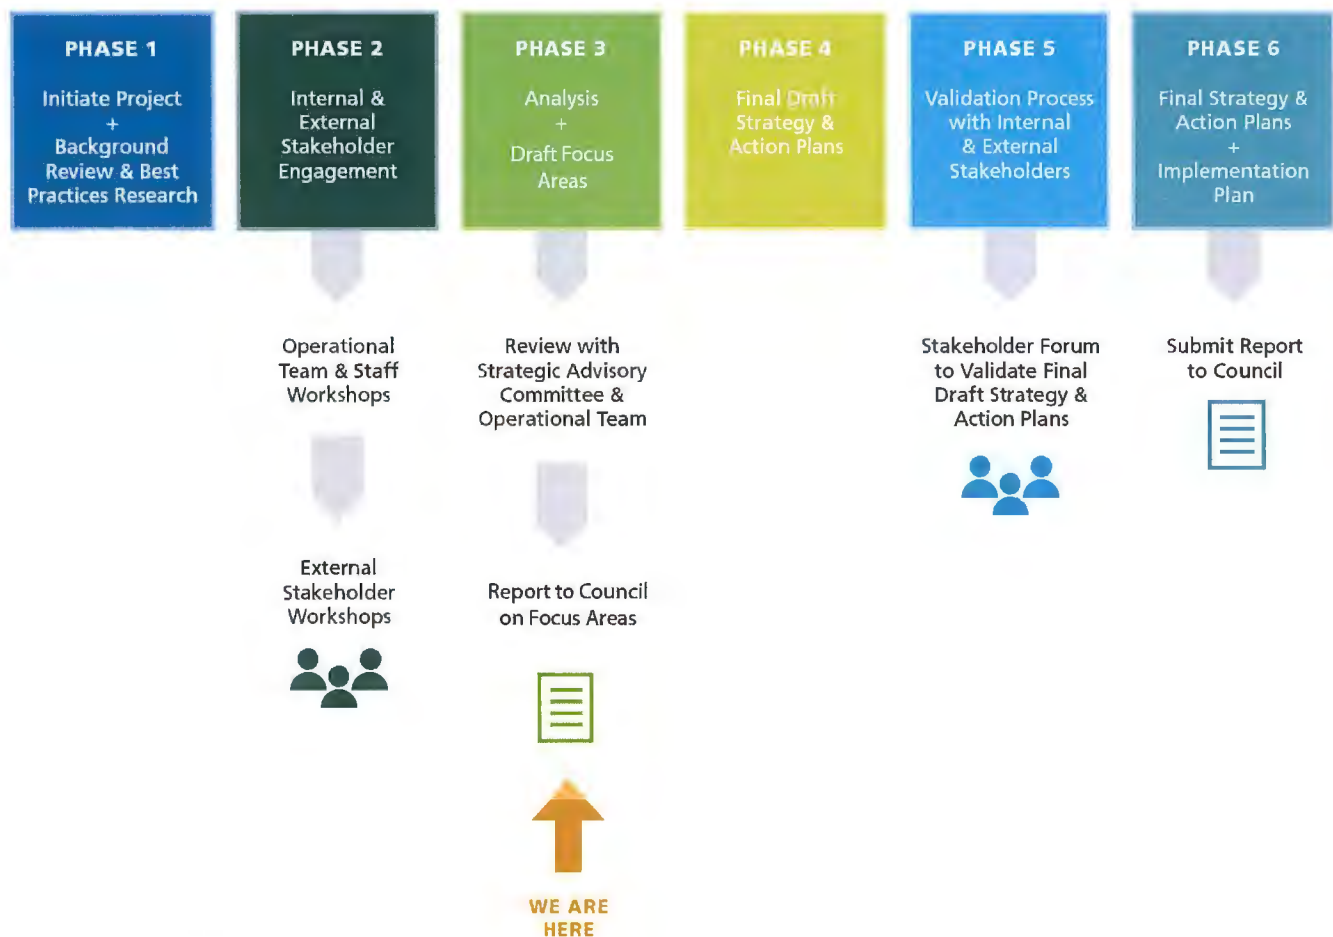 PHASE 1
Initiate Project
+
Background
Review & Best
Practices Research
PHASE 2
Internal &
External
Stakeholder
Engagement
PHASE 3
Analysis
+
Draft Focus
Areas
PHASE 4
Final Draft
Strategy &
Action Plans
PHASE 5
Validation Process
with Internal
& External
Stakeholders
PHASE 6
Final Strategy &
Action Plans
+
Implementation
Plan
Operational
Team & Staff
Workshops
External
Stakeholder
Workshops
Review with
Strategic Advisory
Committee &
Operational Team
Report to Council
on Focus Areas
WE ARE
HERE
Stakeholder Forum
to Validate Final
Draft Strategy &
Action Plans
Submit Report
to Council